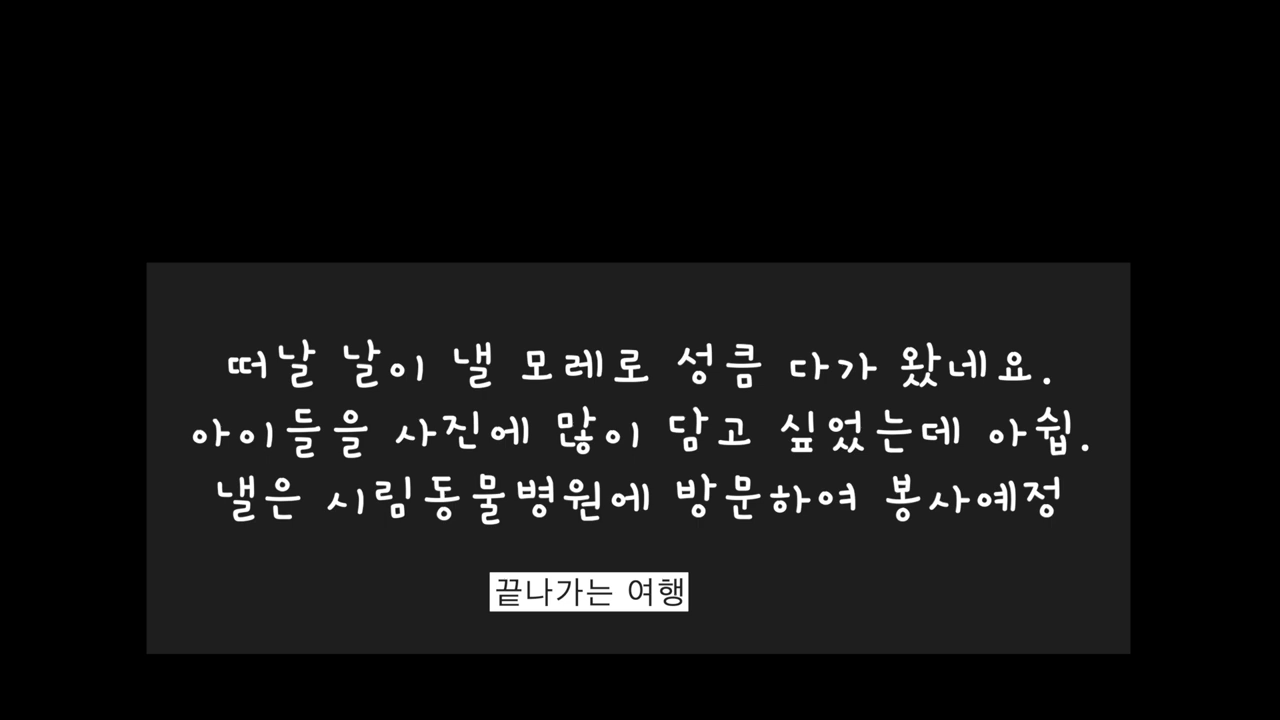 떠날 날이 낼 모레로 성큼 다가 왔네요.
아이들을 사진에 많이 담고 싶었는데 아쉽.
낼은 시림동물병원에 방문하여 봉사예정
끝나가는 여행